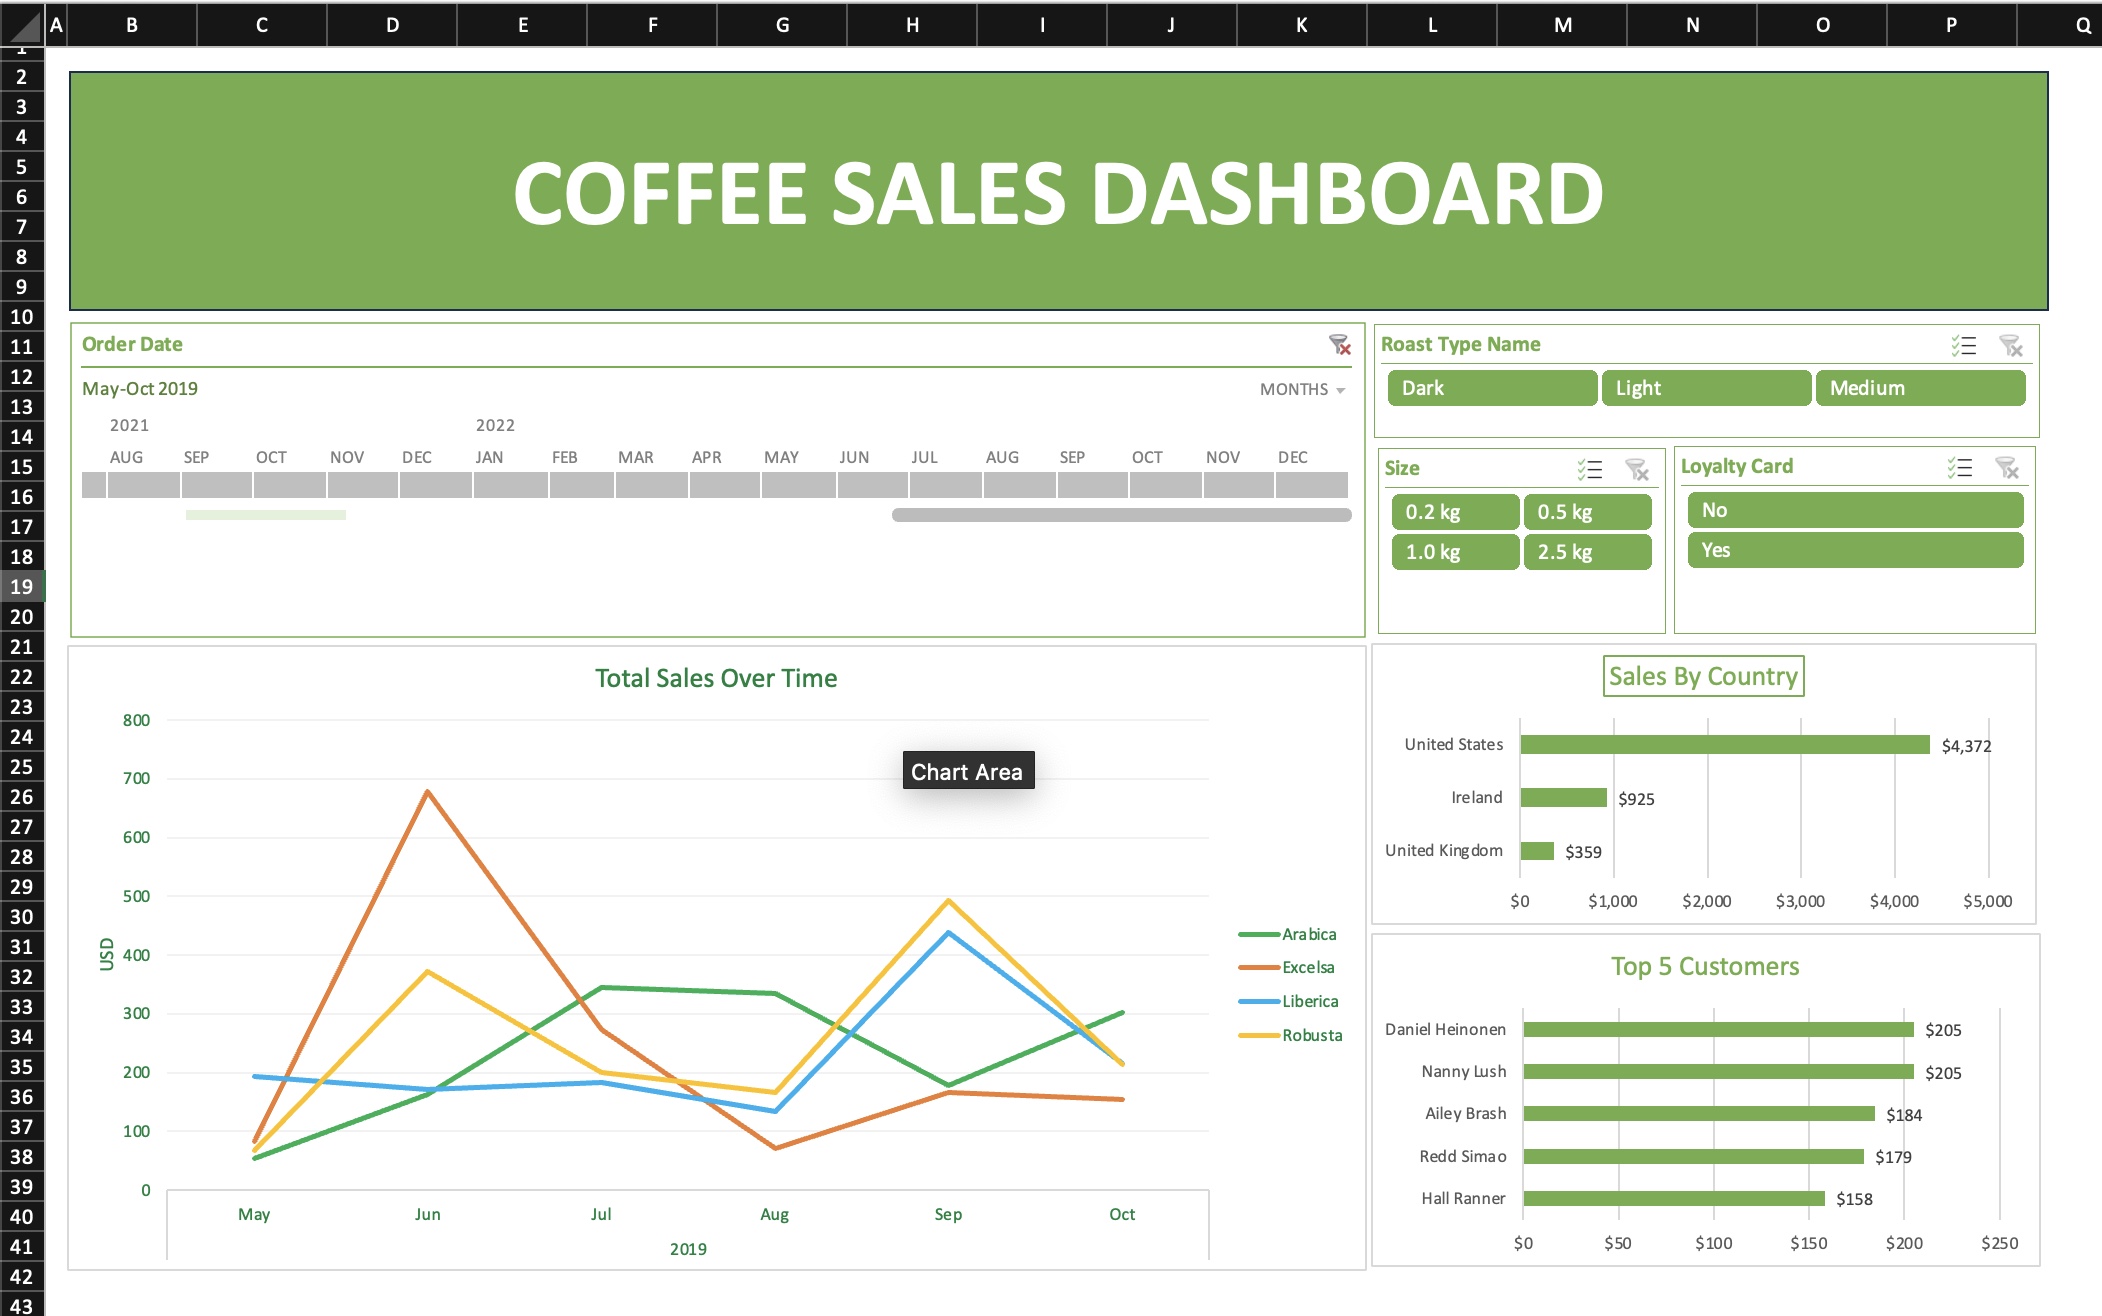 A B C D E F G H I J K L M N O P Q
1
2
3
4
5
6
7
8
9
10
11
12
13
14
15
16
17
18
19
20
21
22
23
24
25
26
27
28
29
30
31
32
33
34
35
36
37
38
39
40
41
42
43
COFFEE SALES DASHBOARD
Order Date
May-Oct 2019
MONTHS
2021 2022
AUG SEP OCT NOV DEC JAN FEB MAR APR MAY JUN JUL AUG SEP OCT NOV DEC
Roast Type Name
Dark Light Medium
Size
0.2 kg 0.5 kg
1.0 kg 2.5 kg
Loyalty Card
No
Yes
Total Sales Over Time
Chart Area
USD
800
700
600
500
400
300
200
100
0
May Jun Jul Aug Sep Oct
2019
Arabica
Excelsa
Liberica
Robusta
Sales By Country
United States $4,372
Ireland $925
United Kingdom $359
$0 $1,000 $2,000 $3,000 $4,000 $5,000
Top 5 Customers
Daniel Heinonen $205
Nanny Lush $205
Ailey Brash $184
Redd Simao $179
Hall Ranner $158
$0 $50 $100 $150 $200 $250